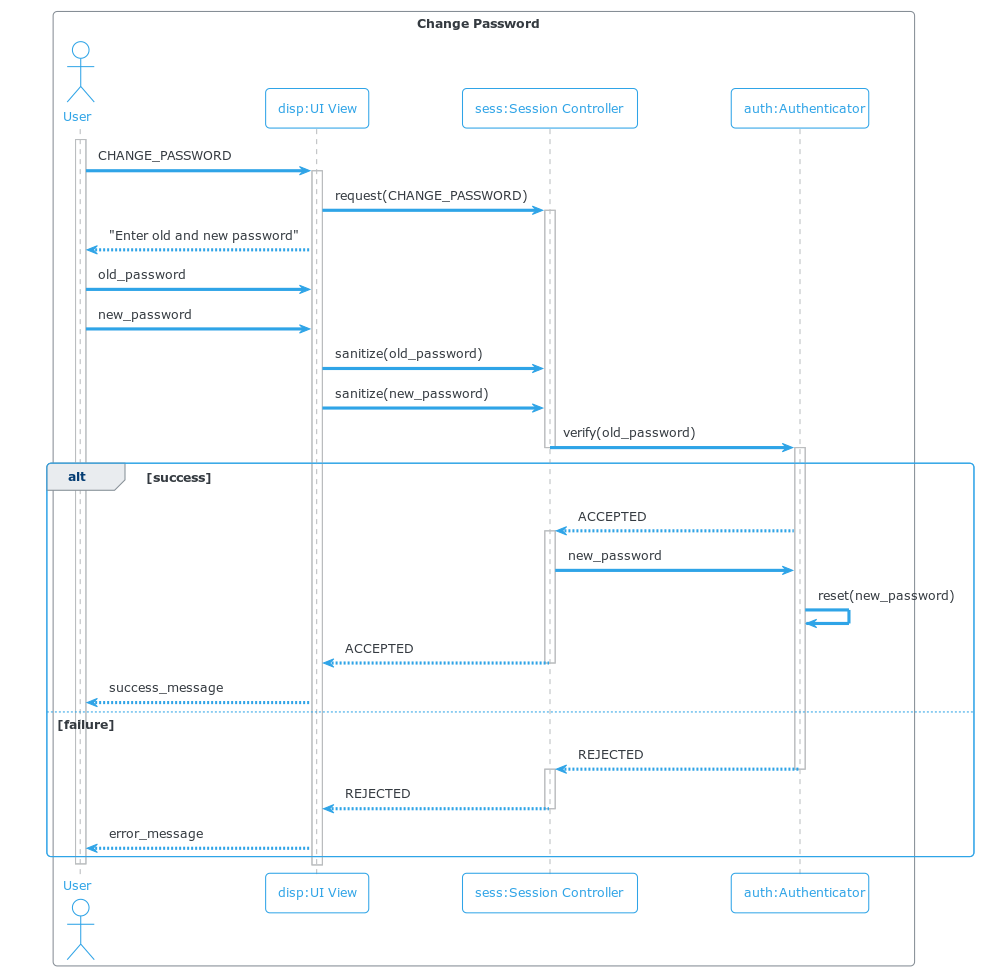 Change Password
User
disp:UI View
sess:Session Controller
auth:Authenticator
CHANGE_PASSWORD
request(CHANGE_PASSWORD)
"Enter old and new password"
old_password
new_password
sanitize(old_password)
sanitize(new_password)
verify(old_password)
alt
[success]
ACCEPTED
new_password
reset(new_password)
ACCEPTED
success_message
[failure]
REJECTED
REJECTED
error_message
User
disp:UI View
sess:Session Controller
auth:Authenticator